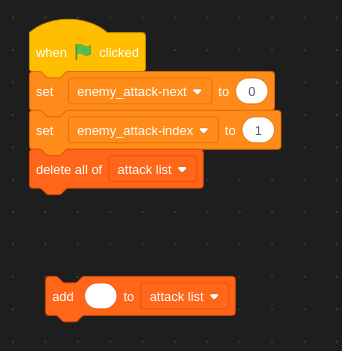 when clicked
set enemy_attack-next to 0
set enemy_attack-index to 1
delete all of attack list
add to attack list